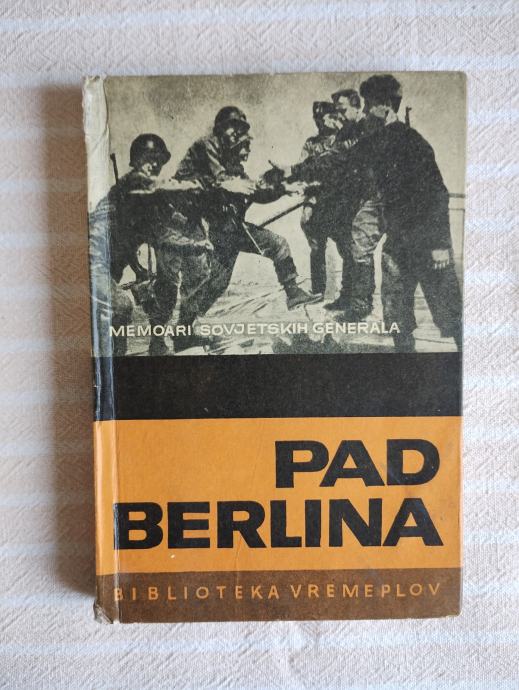 MEMOARI SOVJETSKIH GENERALA
PAD
BERLINA
BIBLIOTEKA VREMEPLOV